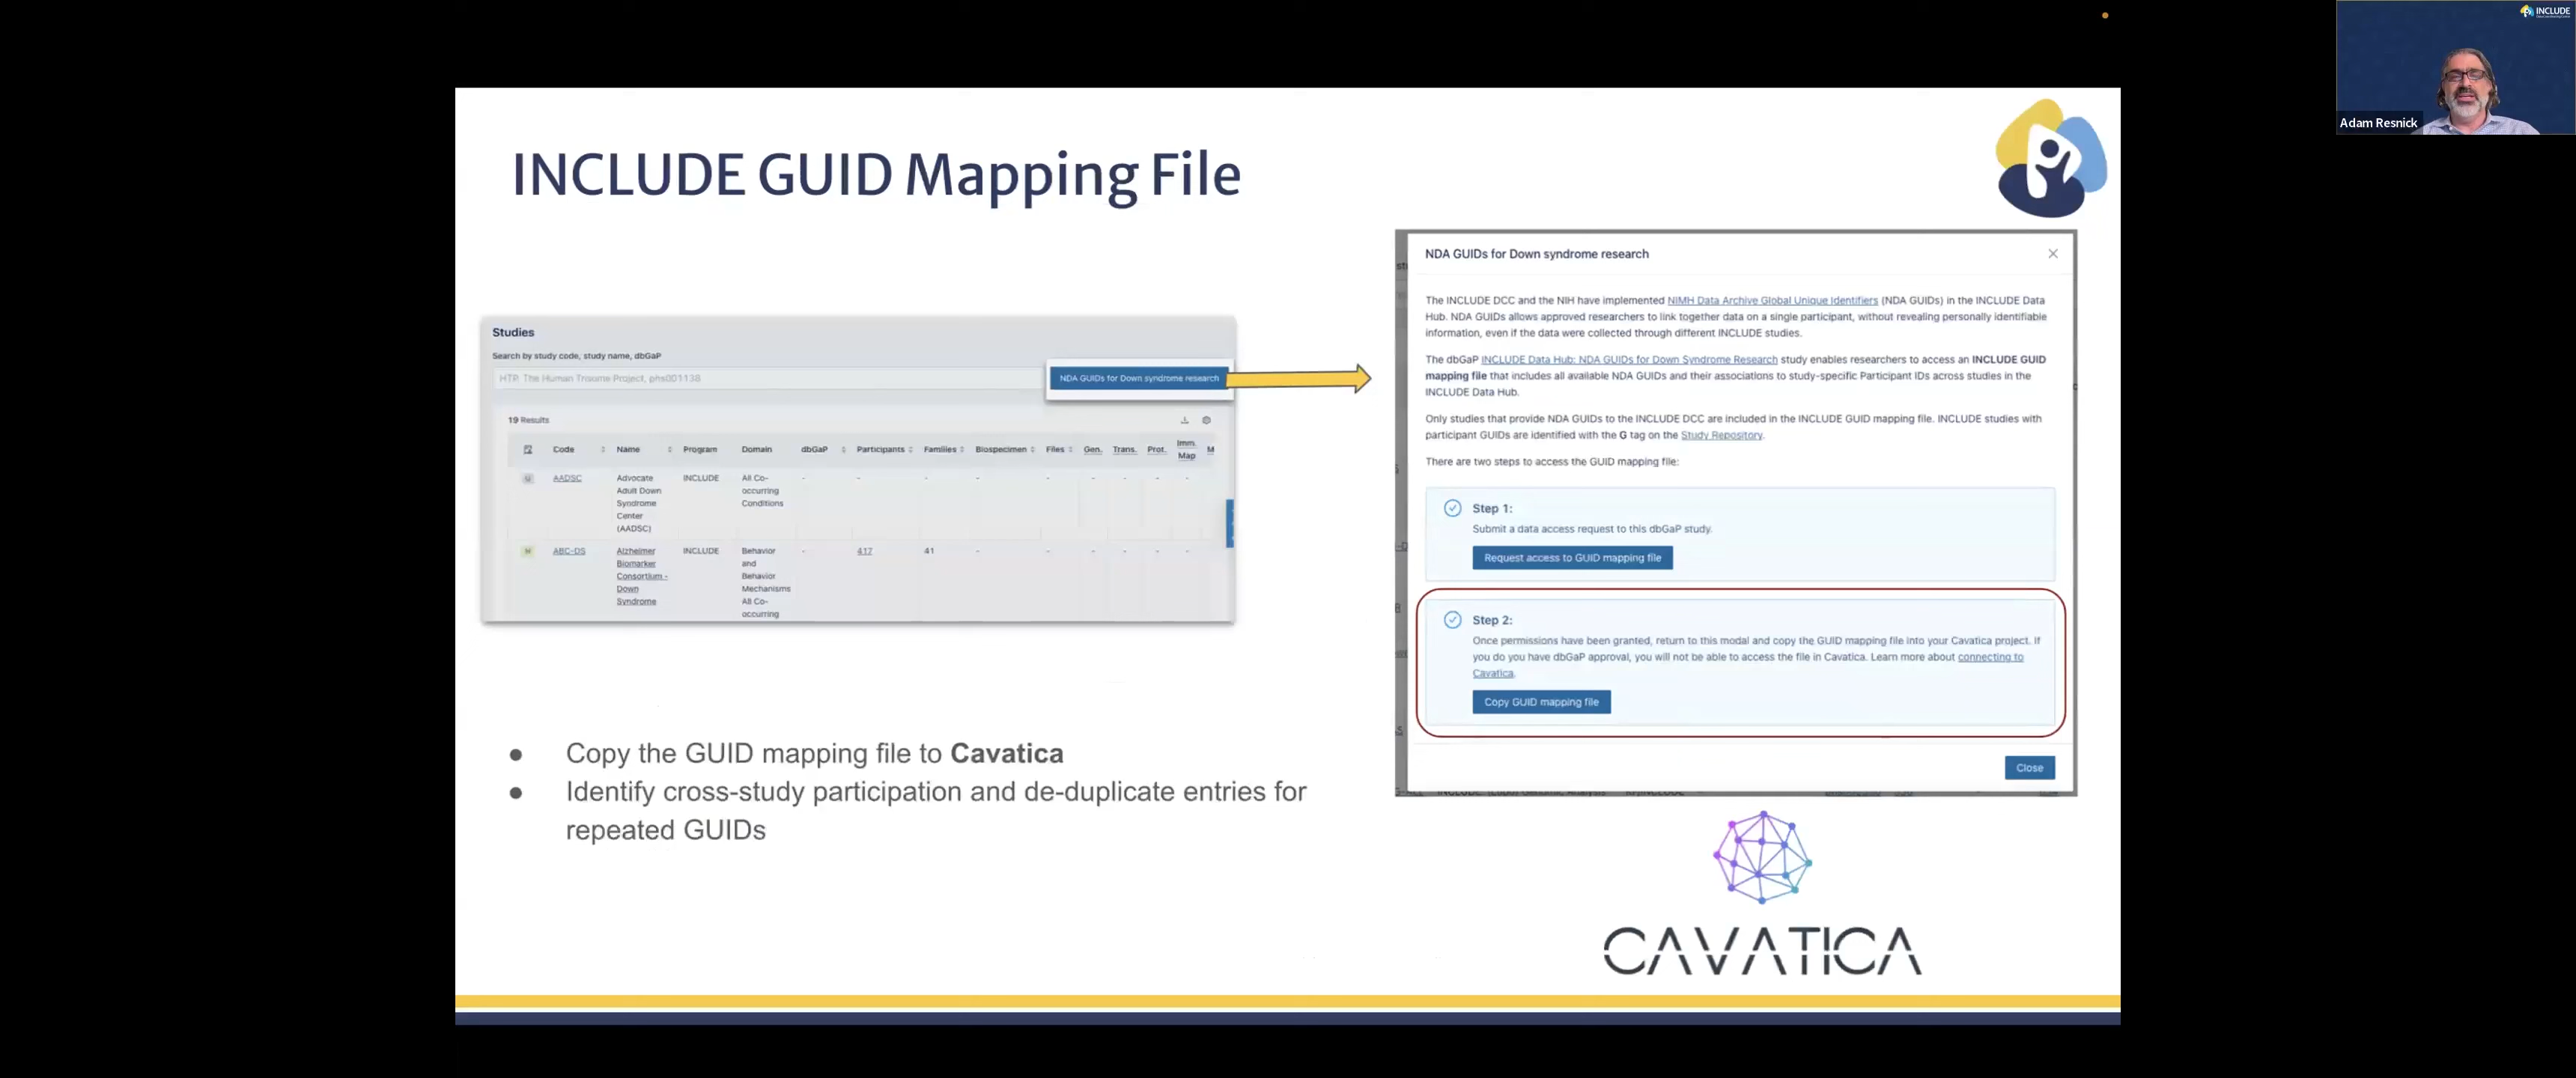 INCLUDE
Adam Resnick
INCLUDE GUID Mapping File
Studies
Search by study code, study name, dbGaP
HTP, The Human Trisome Project, phs001138
NDA GUIDs for Down syndrome research
19 Results
Code Name Program Domain dbGaP Participants Families Biospecimen Files Gen. Trans. Prot. Imm. Map M
AADSC Advocate Adult Down Syndrome Center (AADSC) INCLUDE All Co-occurring Conditions - - - - - - - - -
ABC-DS Alzheimer Biomarker Consortium - Down Syndrome INCLUDE Behavior and Behavior Mechanisms All Co-occurring - 417 41 - - - - - -
Copy the GUID mapping file to Cavatica
Identify cross-study participation and de-duplicate entries for
repeated GUIDs
NDA GUIDs for Down syndrome research
The INCLUDE DCC and the NIH have implemented NIMH Data Archive Global Unique Identifiers (NDA GUIDs) in the INCLUDE Data
Hub. NDA GUIDs allows approved researchers to link together data on a single participant, without revealing personally identifiable
information, even if the data were collected through different INCLUDE studies.
The dbGaP INCLUDE Data Hub: NDA GUIDs for Down Syndrome Research study enables researchers to access an INCLUDE GUID
mapping file that includes all available NDA GUIDs and their associations to study-specific Participant IDs across studies in the
INCLUDE Data Hub.
Only studies that provide NDA GUIDs to the INCLUDE DCC are included in the INCLUDE GUID mapping file. INCLUDE studies with
participant GUIDs are identified with the G tag on the Study Repository.
There are two steps to access the GUID mapping file:
Step 1:
Submit a data access request to this dbGaP study.
Request access to GUID mapping file
Step 2:
Once permissions have been granted, return to this modal and copy the GUID mapping file into your Cavatica project. If
you do you have dbGaP approval, you will not be able to access the file in Cavatica. Learn more about connecting to
Cavatica.
Copy GUID mapping file
Close
CAVATICA